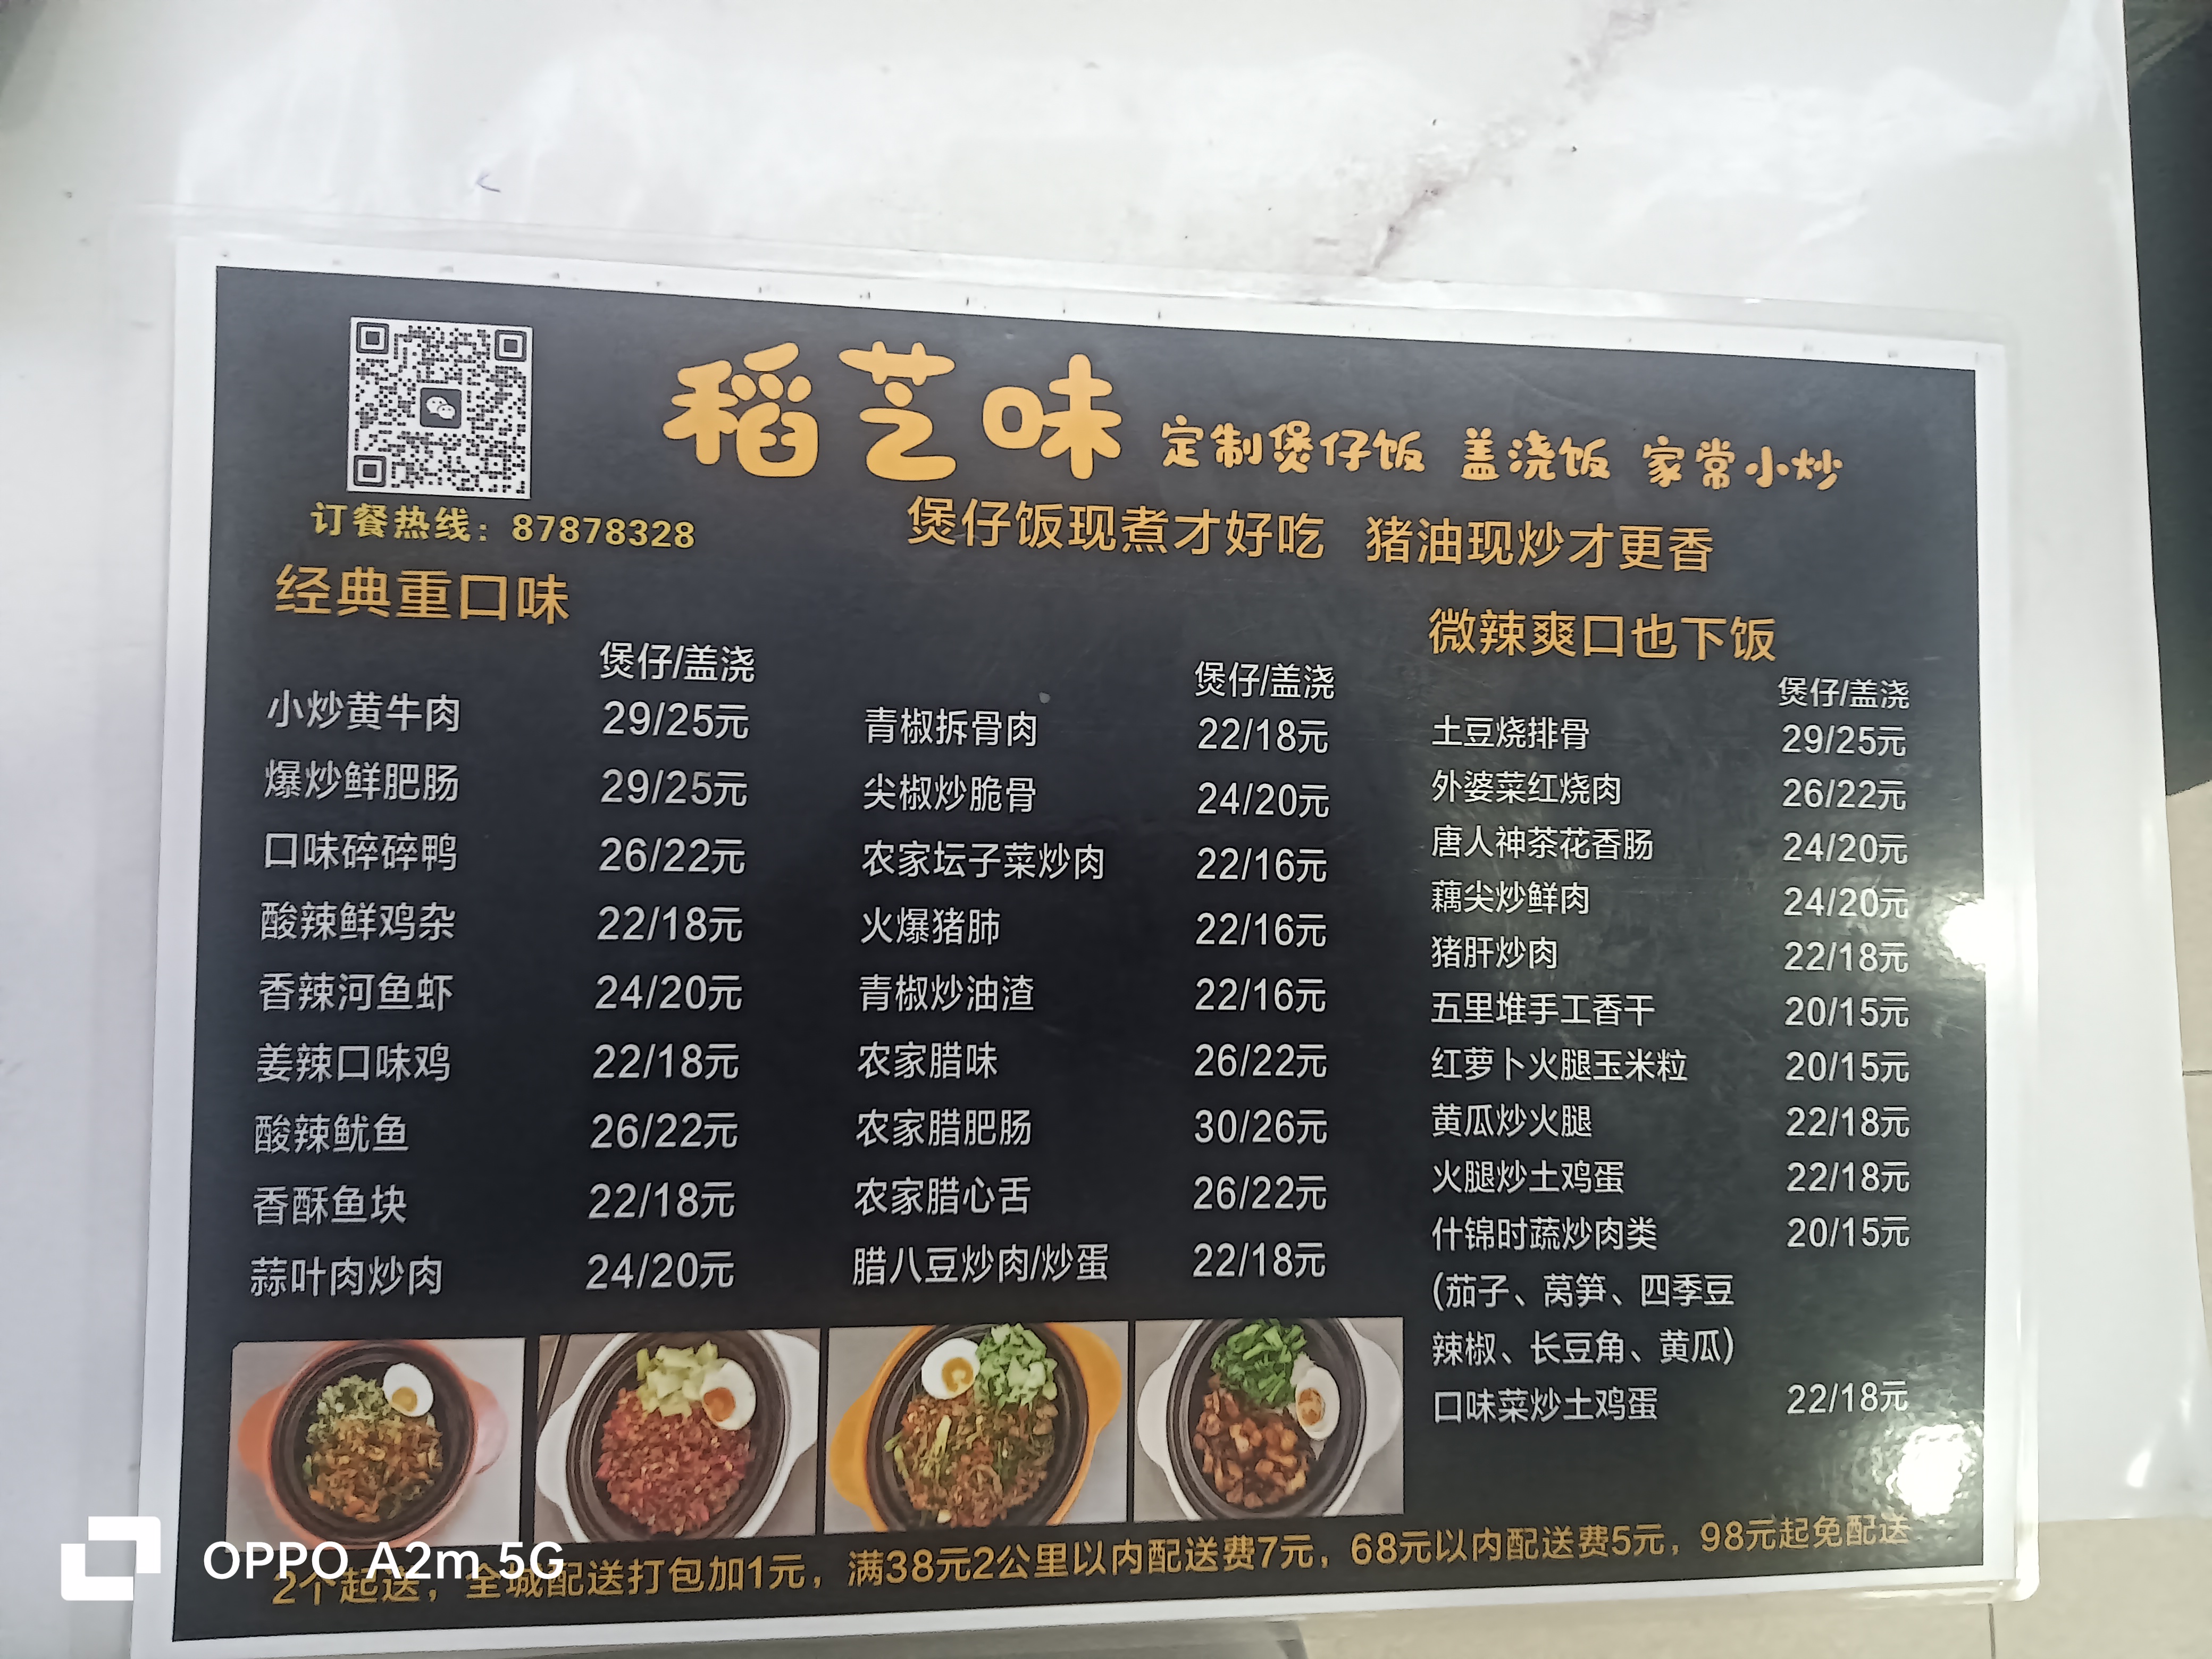 稻芝味 定制煲仔饭 盖浇饭 家常小炒
订餐热线：87878328
煲仔饭现煮才好吃 猪油现炒才更香
经典重口味
煲仔/盖浇
小炒黄牛肉 29/25元
爆炒鲜肥肠 29/25元
口味碎碎鸭 26/22元
酸辣鲜鸡杂 22/18元
香辣河鱼虾 24/20元
姜辣口味鸡 22/18元
酸辣鱿鱼 26/22元
香酥鱼块 22/18元
蒜叶肉炒肉 24/20元
煲仔/盖浇
青椒拆骨肉 22/18元
尖椒炒脆骨 24/20元
农家坛子菜炒肉 22/16元
火爆猪肺 22/16元
青椒炒油渣 22/16元
农家腊味 26/22元
农家腊肥肠 30/26元
农家腊心舌 26/22元
腊八豆炒肉/炒蛋 22/18元
微辣爽口也下饭
煲仔/盖浇
土豆烧排骨 29/25元
外婆菜红烧肉 26/22元
唐人神茶花香肠 24/20元
藕尖炒鲜肉 24/20元
猪肝炒肉 22/18元
五里堆手工香干 20/15元
红萝卜火腿玉米粒 20/15元
黄瓜炒火腿 22/18元
火腿炒土鸡蛋 22/18元
什锦时蔬炒肉类 20/15元
(茄子、莴笋、四季豆
辣椒、长豆角、黄瓜)
口味菜炒土鸡蛋 22/18元
2个起送，全城配送打包加1元，满38元2公里以内配送费7元，68元以内配送费5元，98元起免配送
OPPO A2m 5G